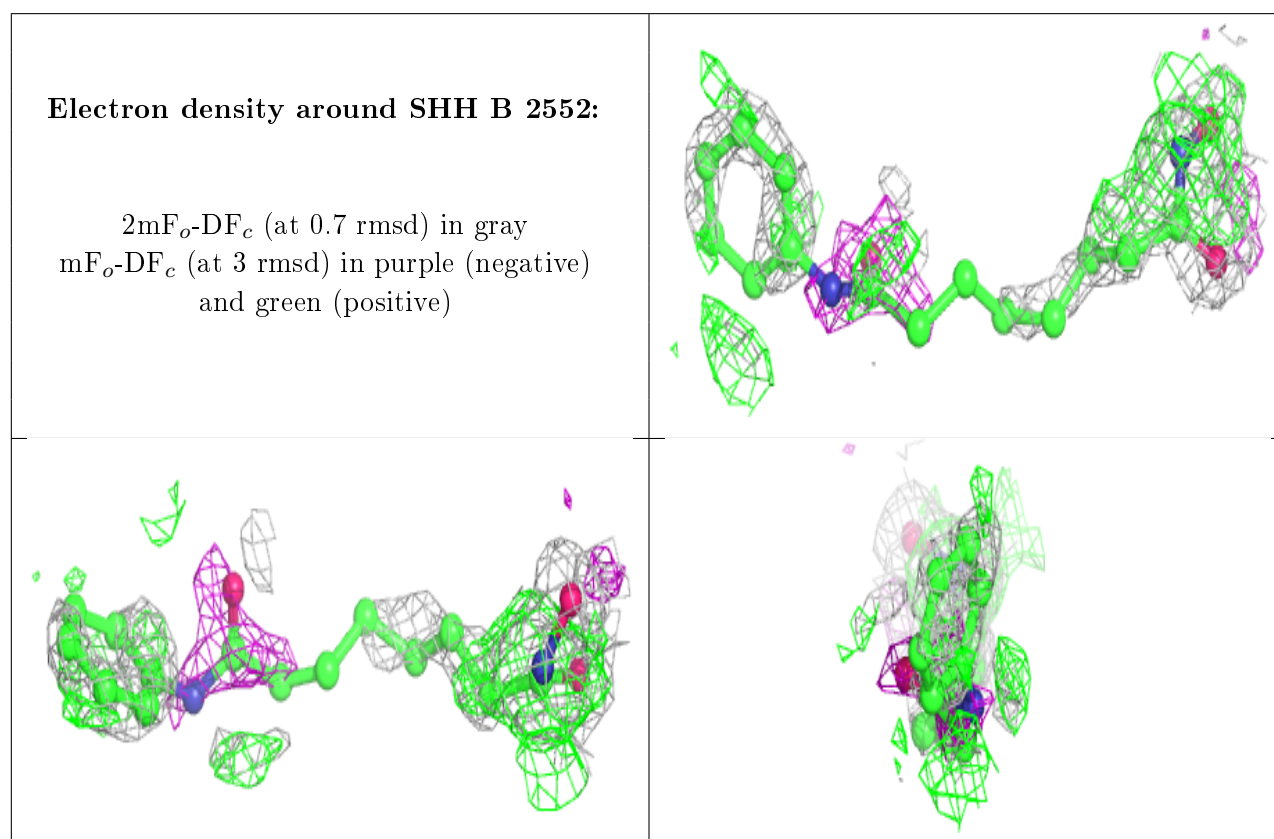 Electron density around SHH B 2552:
2mFo-DFc (at 0.7 rmsd) in gray
mFo-DFc (at 3 rmsd) in purple (negative)
and green (positive)